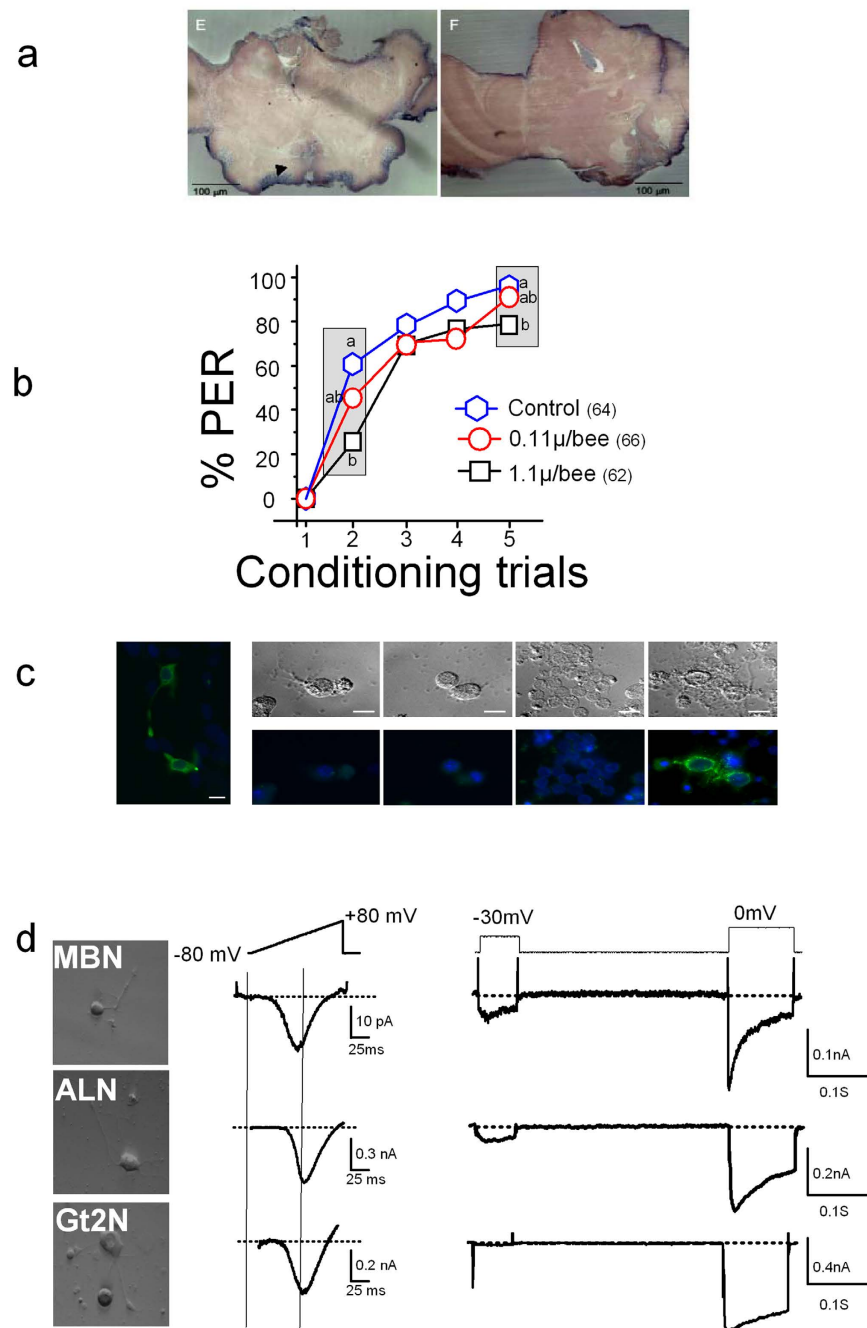 a
E
F
100 µm
100 µm
b
100
80
60
40
20
0
% PER
a
ab
b
a
ab
b
Control (64)
0.11µ/bee (66)
1.1µ/bee (62)
1 2 3 4 5
Conditioning trials
c
d
-80 mV
+80 mV
-30mV
0mV
MBN
10 pA
25ms
0.1nA
0.1S
ALN
0.3 nA
25 ms
0.2nA
0.1S
Gt2N
0.2 nA
25 ms
0.4nA
0.1S